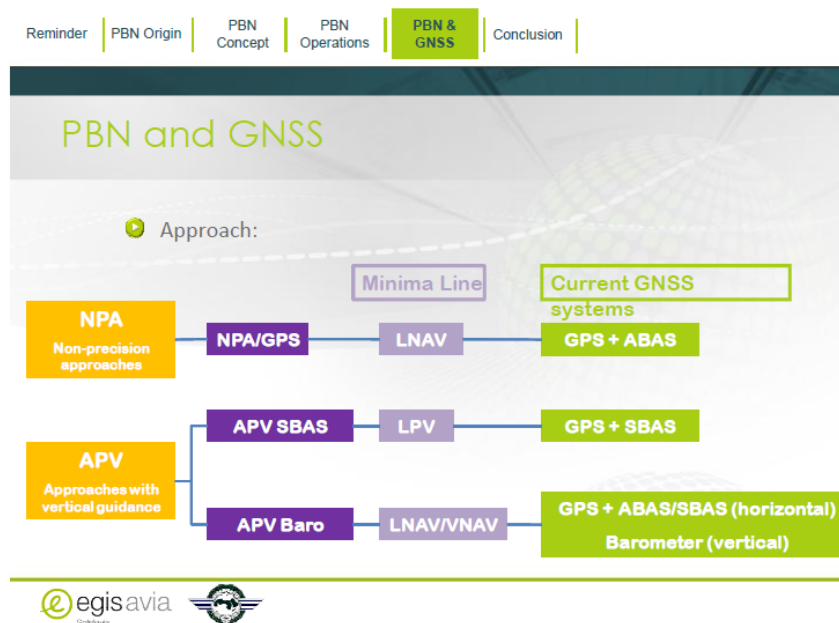 Reminder
PBN Origin
PBN
Concept
PBN
Operations
PBN &
GNSS
Conclusion
PBN and GNSS
Approach:
Minima Line
Current GNSS
systems
NPA
Non-precision
approaches
NPA/GPS
LNAV
GPS + ABAS
APV SBAS
LPV
GPS + SBAS
APV
Approaches with
vertical guidance
APV Baro
LNAV/VNAV
GPS + ABAS/SBAS (horizontal)
Barometer (vertical)
egis avia